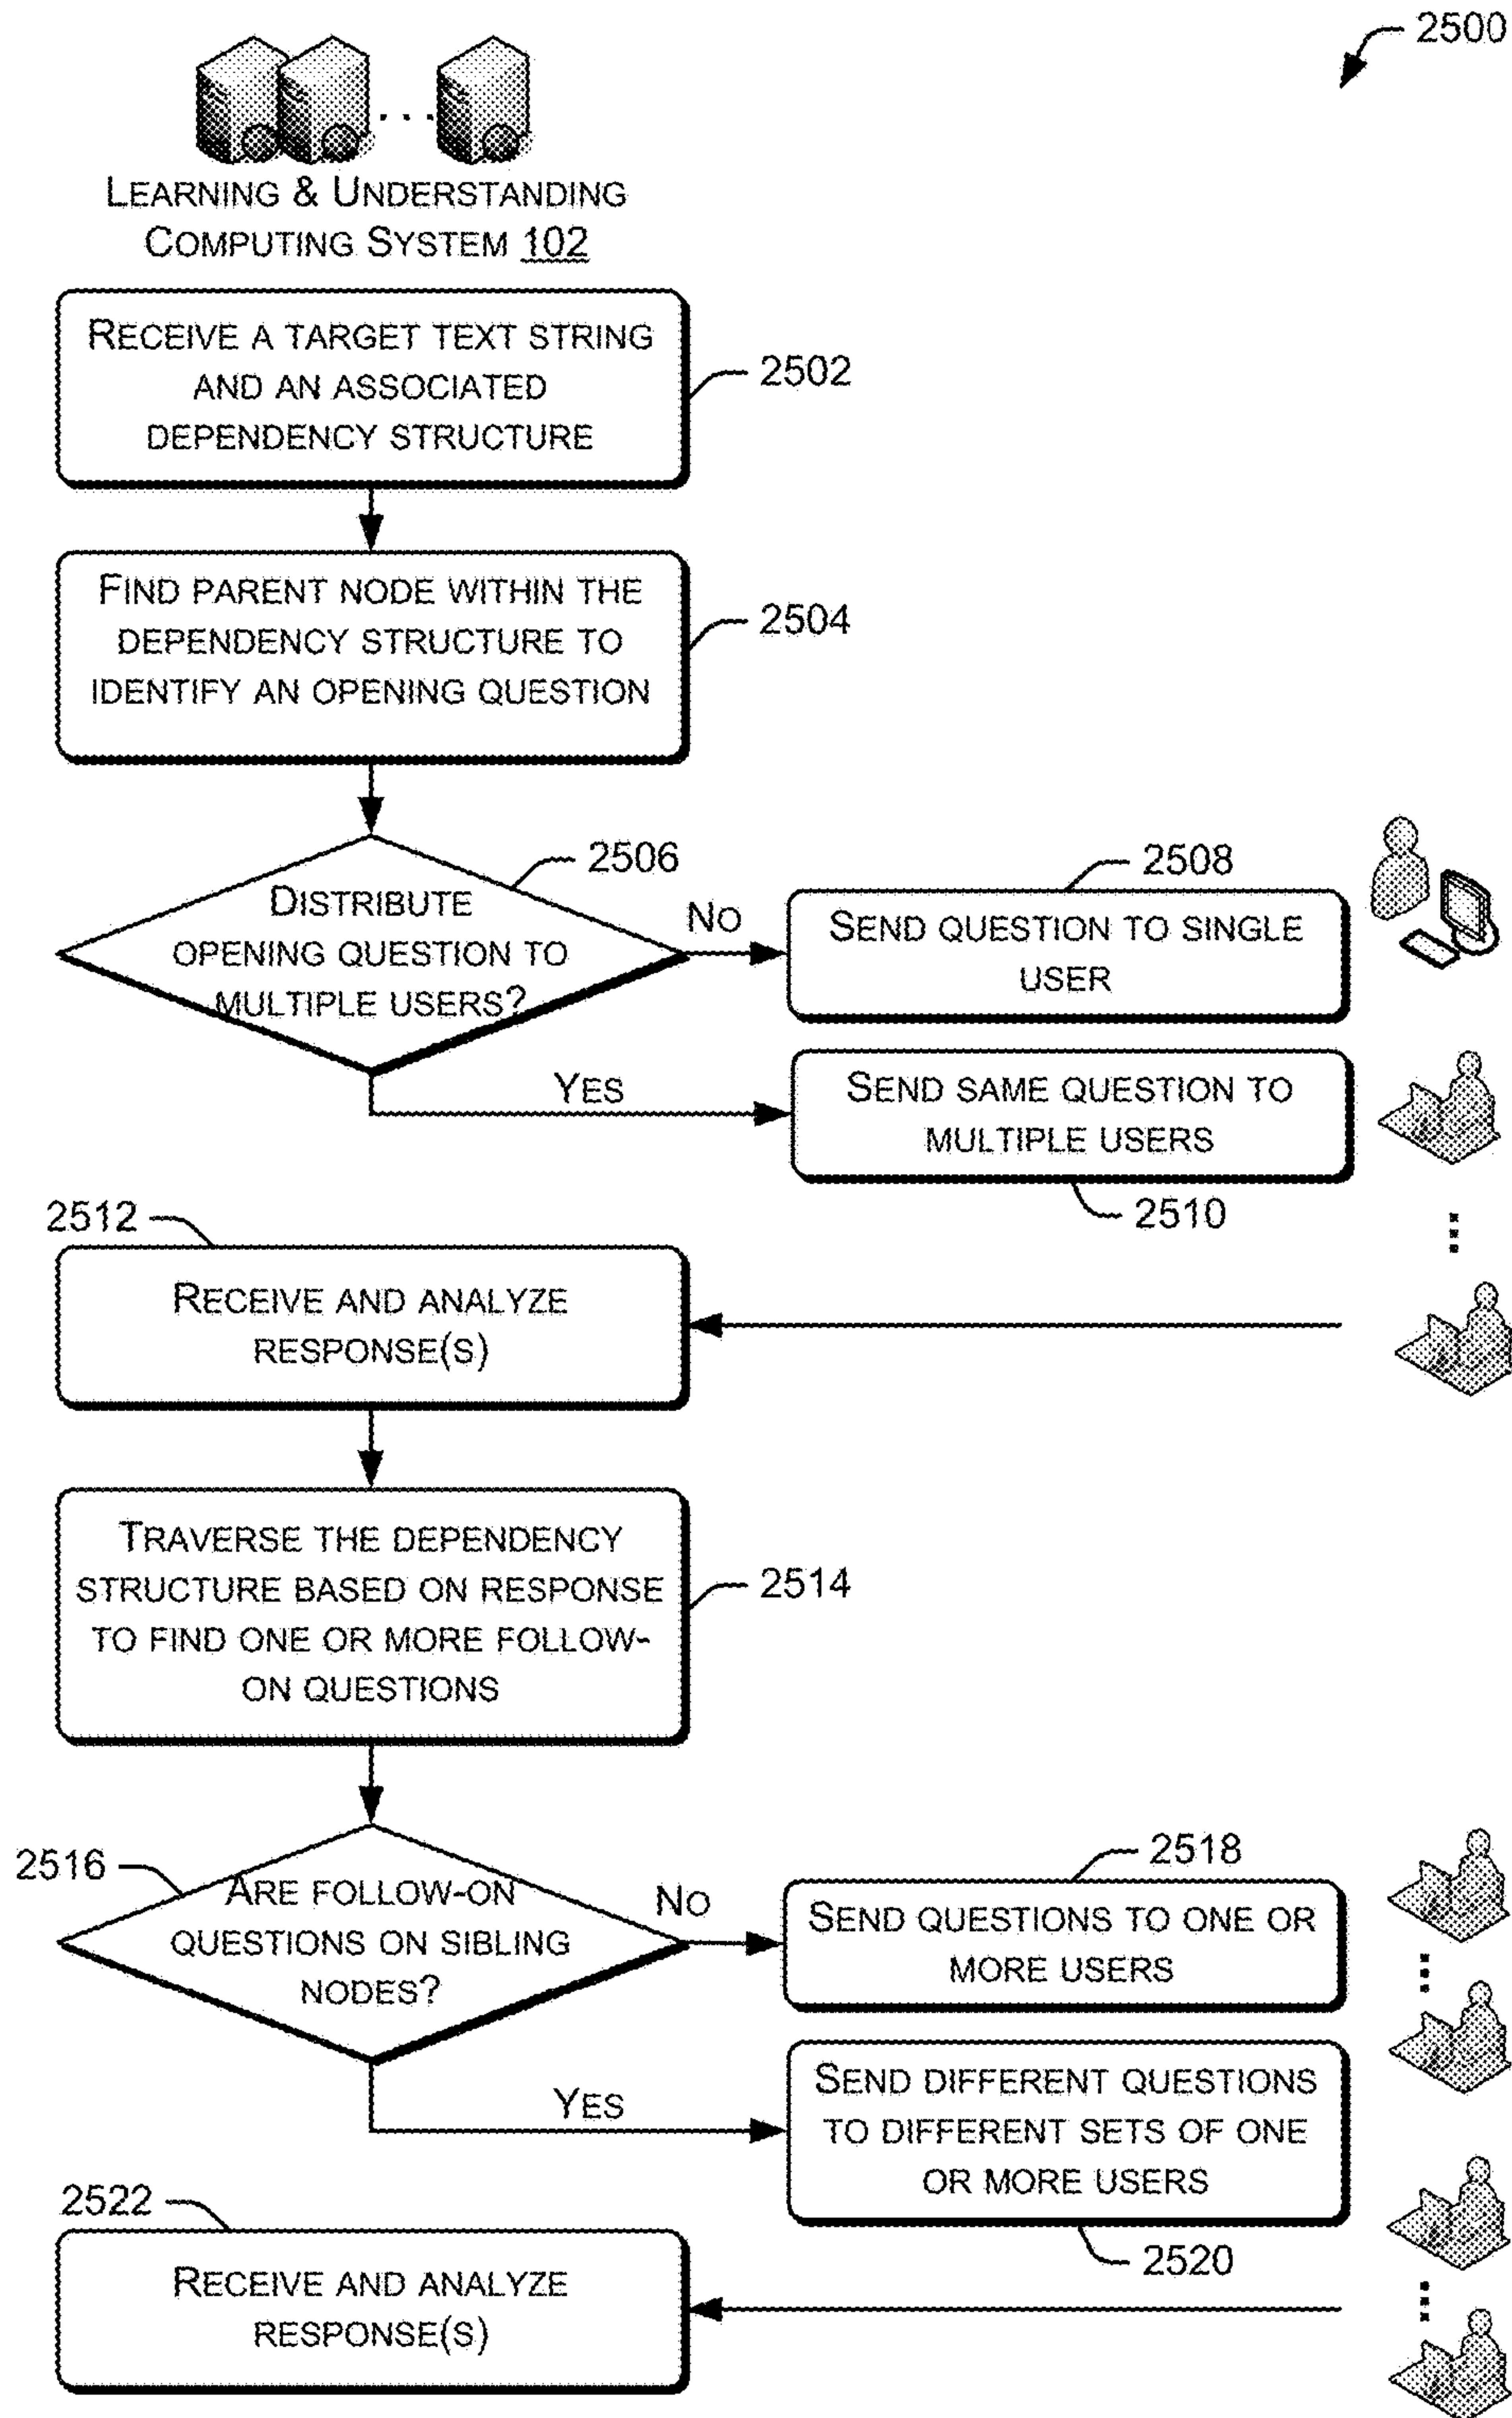 2500
LEARNING & UNDERSTANDING
COMPUTING SYSTEM 102
RECEIVE A TARGET TEXT STRING
AND AN ASSOCIATED
DEPENDENCY STRUCTURE
2502
FIND PARENT NODE WITHIN THE
DEPENDENCY STRUCTURE TO
IDENTIFY AN OPENING QUESTION
2504
2506
DISTRIBUTE
OPENING QUESTION TO
MULTIPLE USERS?
NO
2508
SEND QUESTION TO SINGLE
USER
YES
SEND SAME QUESTION TO
MULTIPLE USERS
2510
2512
RECEIVE AND ANALYZE
RESPONSE(S)
TRAVERSE THE DEPENDENCY
STRUCTURE BASED ON RESPONSE
TO FIND ONE OR MORE FOLLOW-
ON QUESTIONS
2514
2516
ARE FOLLOW-ON
QUESTIONS ON SIBLING
NODES?
NO
2518
SEND QUESTIONS TO ONE OR
MORE USERS
YES
SEND DIFFERENT QUESTIONS
TO DIFFERENT SETS OF ONE
OR MORE USERS
2520
2522
RECEIVE AND ANALYZE
RESPONSE(S)